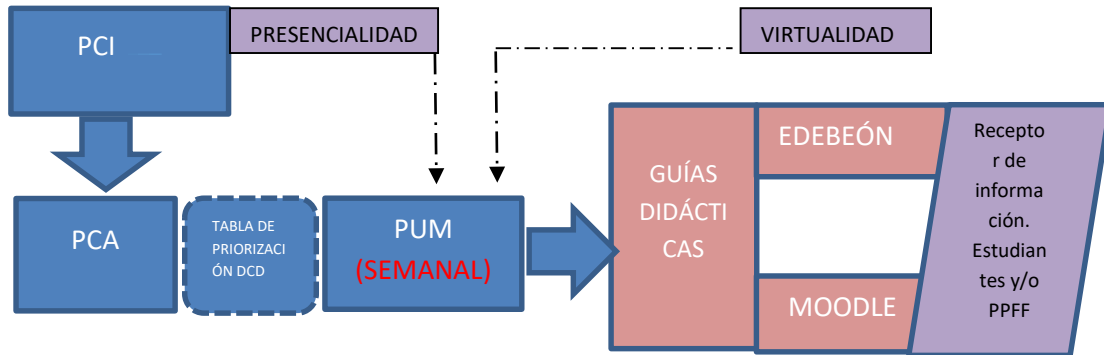 PCI
PRESENCIALIDAD
VIRTUALIDAD
PCA
TABLA DE
PRIORIZACI
ÓN DCD
PUM
(SEMANAL)
GUÍAS
DIDÁCTI
CAS
EDEBEÓN
MOODLE
Recepto
r de
informa
ción.
Estudian
tes y/o
PPFF